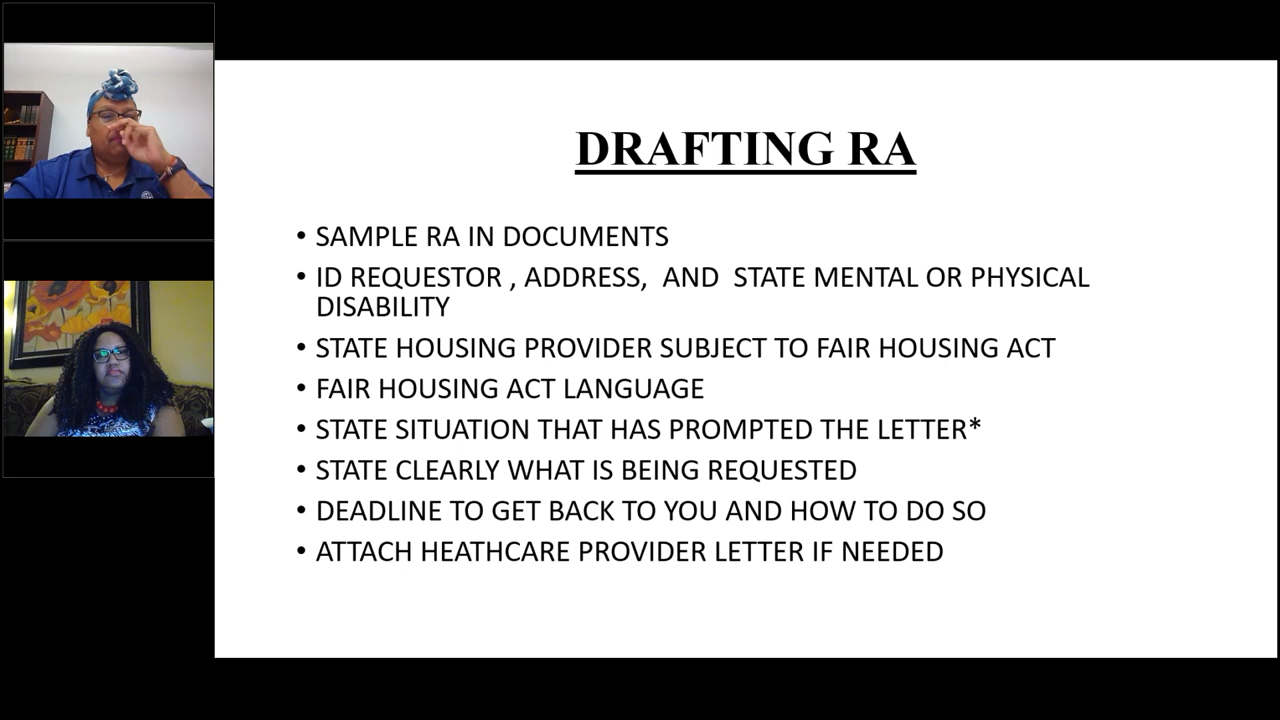 DRAFTING RA
• SAMPLE RA IN DOCUMENTS
• ID REQUESTOR , ADDRESS,  AND  STATE MENTAL OR PHYSICAL
DISABILITY
• STATE HOUSING PROVIDER SUBJECT TO FAIR HOUSING ACT
• FAIR HOUSING ACT LANGUAGE
• STATE SITUATION THAT HAS PROMPTED THE LETTER*
• STATE CLEARLY WHAT IS BEING REQUESTED
• DEADLINE TO GET BACK TO YOU AND HOW TO DO SO
• ATTACH HEATHCARE PROVIDER LETTER IF NEEDED